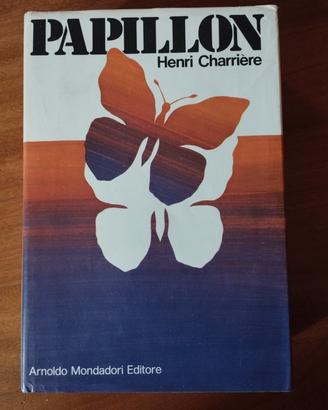 PAPILLON
Henri Charrière
Arnoldo Mondadori Editore